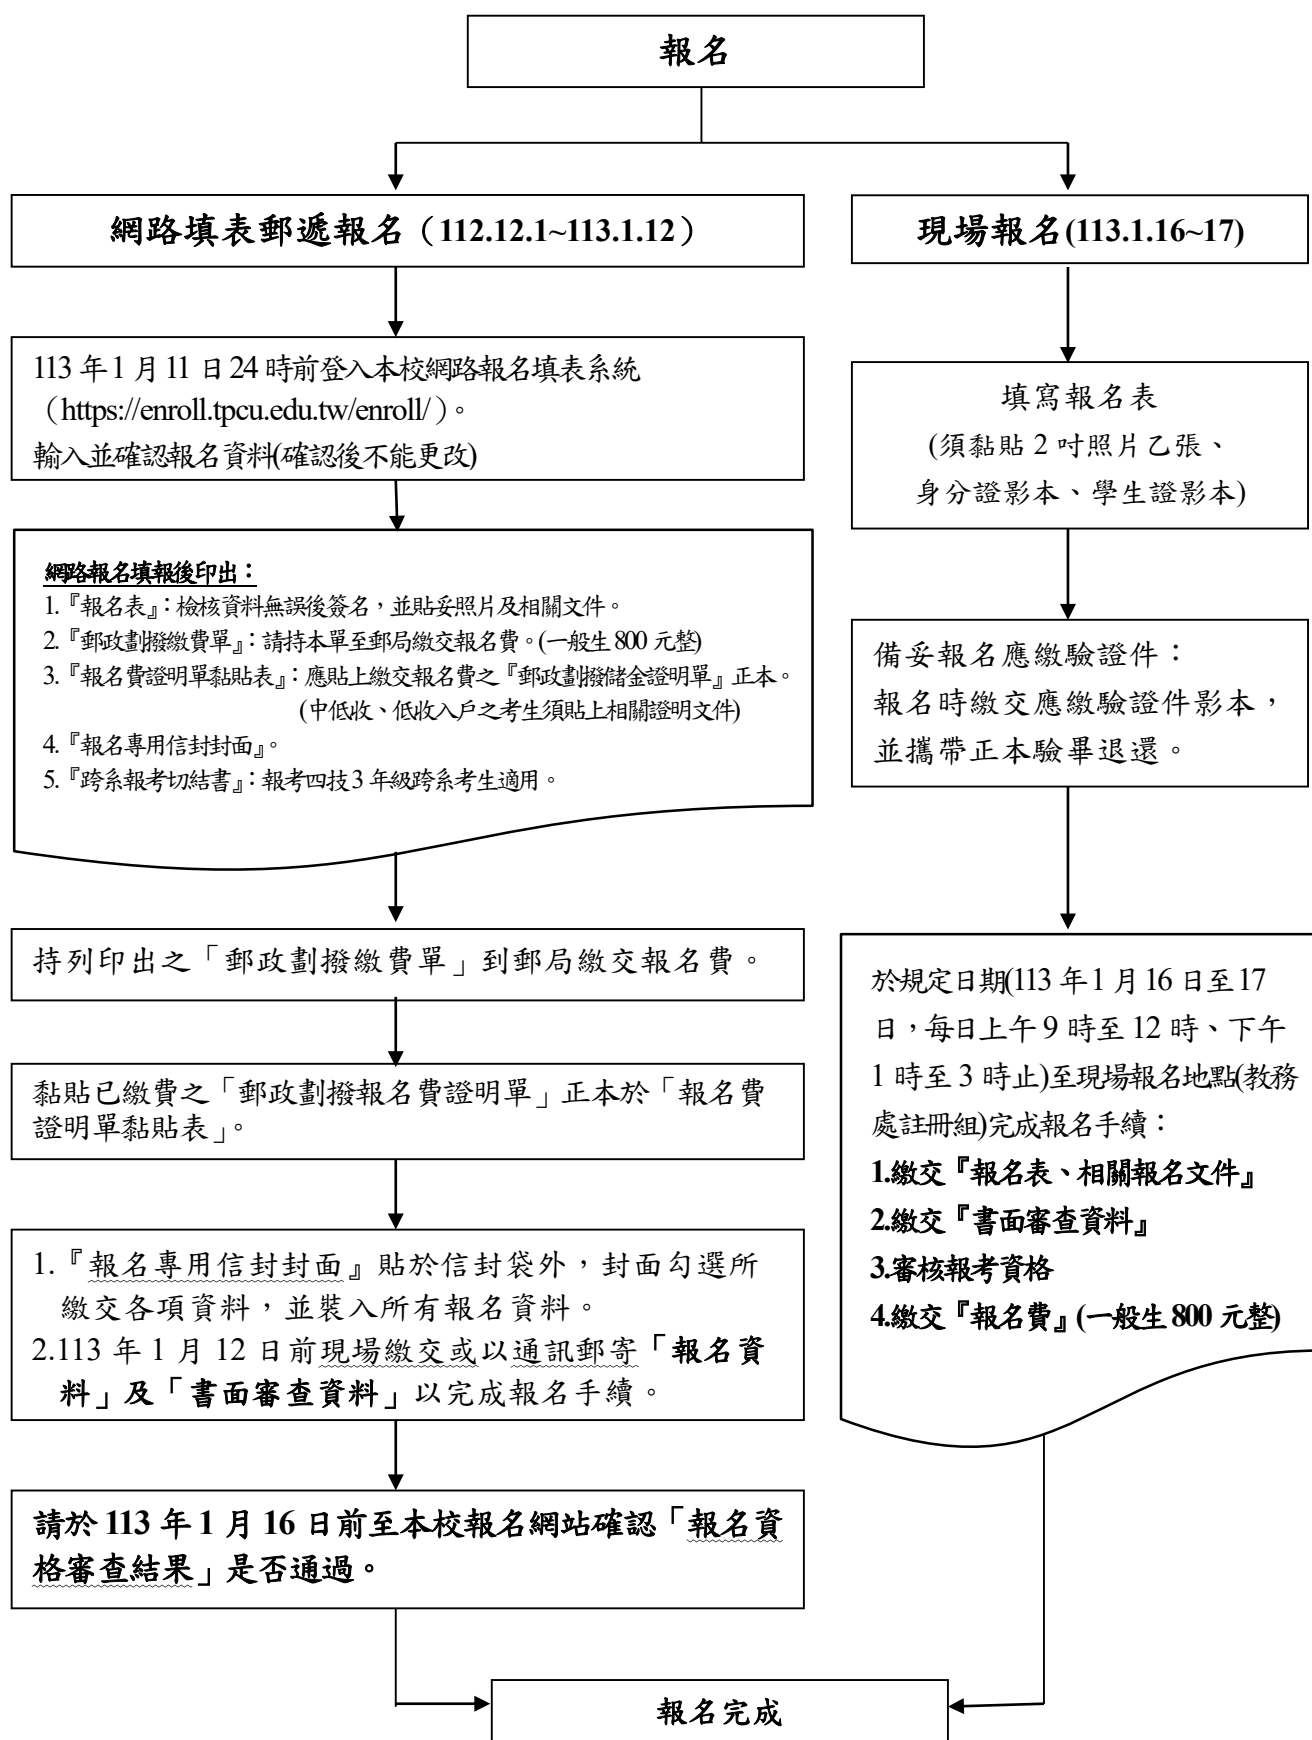 報名
網路填表郵遞報名（112.12.1~113.1.12）
113 年 1 月 11 日 24 時前登入本校網路報名填表系統
（https://enroll.tpcu.edu.tw/enroll/）。
輸入並確認報名資料(確認後不能更改)
網路報名填報後印出：
1.『報名表』：檢核資料無誤後簽名，並貼妥照片及相關文件。
2.『郵政劃撥繳費單』：請持本單至郵局繳交報名費。(一般生 800 元整)
3.『報名費證明單黏貼表』：應貼上繳交報名費之『郵政劃撥儲金證明單』正本。
(中低收、低收入戶之考生須貼上相關證明文件)
4.『報名專用信封封面』。
5.『跨系報考切結書』：報考四技 3 年級跨系考生適用。
持列印出之「郵政劃撥繳費單」到郵局繳交報名費。
黏貼已繳費之「郵政劃撥報名費證明單」正本於「報名費
證明單黏貼表」。
1.『報名專用信封封面』貼於信封袋外，封面勾選所
繳交各項資料，並裝入所有報名資料。
2.113 年 1 月 12 日前現場繳交或以通訊郵寄「報名資
料」及「書面審查資料」以完成報名手續。
請於 113 年 1 月 16 日前至本校報名網站確認「報名資
格審查結果」是否通過。
現場報名(113.1.16~17)
填寫報名表
(須黏貼 2 吋照片乙張、
身分證影本、學生證影本)
備妥報名應繳驗證件：
報名時繳交應繳驗證件影本，
並攜帶正本驗畢退還。
於規定日期(113 年 1 月 16 日至 17
日，每日上午 9 時至 12 時、下午
1 時至 3 時止)至現場報名地點(教務
處註冊組)完成報名手續：
1.繳交『報名表、相關報名文件』
2.繳交『書面審查資料』
3.審核報考資格
4.繳交『報名費』(一般生 800 元整)
報名完成